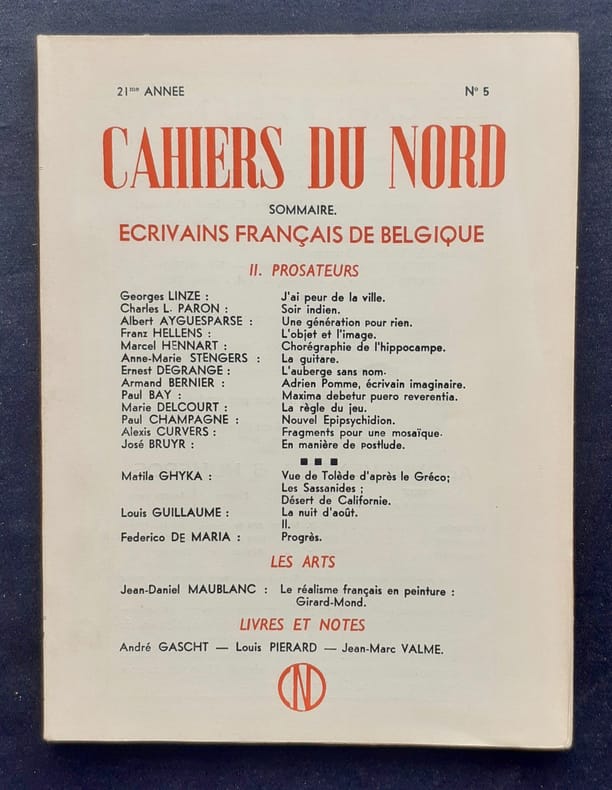 21me ANNEE N° 5
CAHIERS DU NORD
SOMMAIRE.
ECRIVAINS FRANÇAIS DE BELGIQUE
II. PROSATEURS
Georges LINZE : J'ai peur de la ville.
Charles L. PARON : Soir indien.
Albert AYGUESPARSE : Une génération pour rien.
Franz HELLENS : L'objet et l'image.
Marcel HENNART : Chorégraphie de l'hippocampe.
Anne-Marie STENGERS : La guitare.
Ernest DEGRANGE : L'auberge sans nom.
Armand BERNIER : Adrien Pomme, écrivain imaginaire.
Paul BAY : Maxima debetur puero reverentia.
Marie DELCOURT : La règle du jeu.
Paul CHAMPAGNE : Nouvel Epipsychidion.
Alexis CURVERS : Fragments pour une mosaïque.
José BRUYR : En manière de postlude.
Matila GHYKA : Vue de Tolède d'après le Gréco;
Les Sassanides ;
Désert de Californie.
Louis GUILLAUME : La nuit d'août.
II.
Federico DE MARIA : Progrès.
LES ARTS
Jean-Daniel MAUBLANC : Le réalisme français en peinture :
Girard-Mond.
LIVRES ET NOTES
André GASCHT — Louis PIERARD — Jean-Marc VALME.
CND